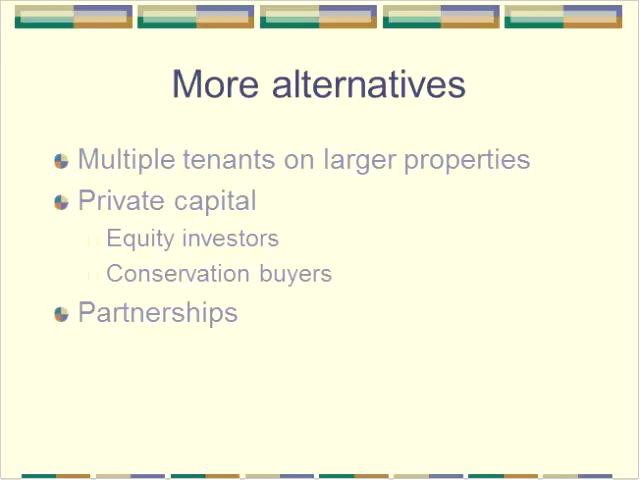 More alternatives
Multiple tenants on larger properties
Private capital
Equity investors
Conservation buyers
Partnerships